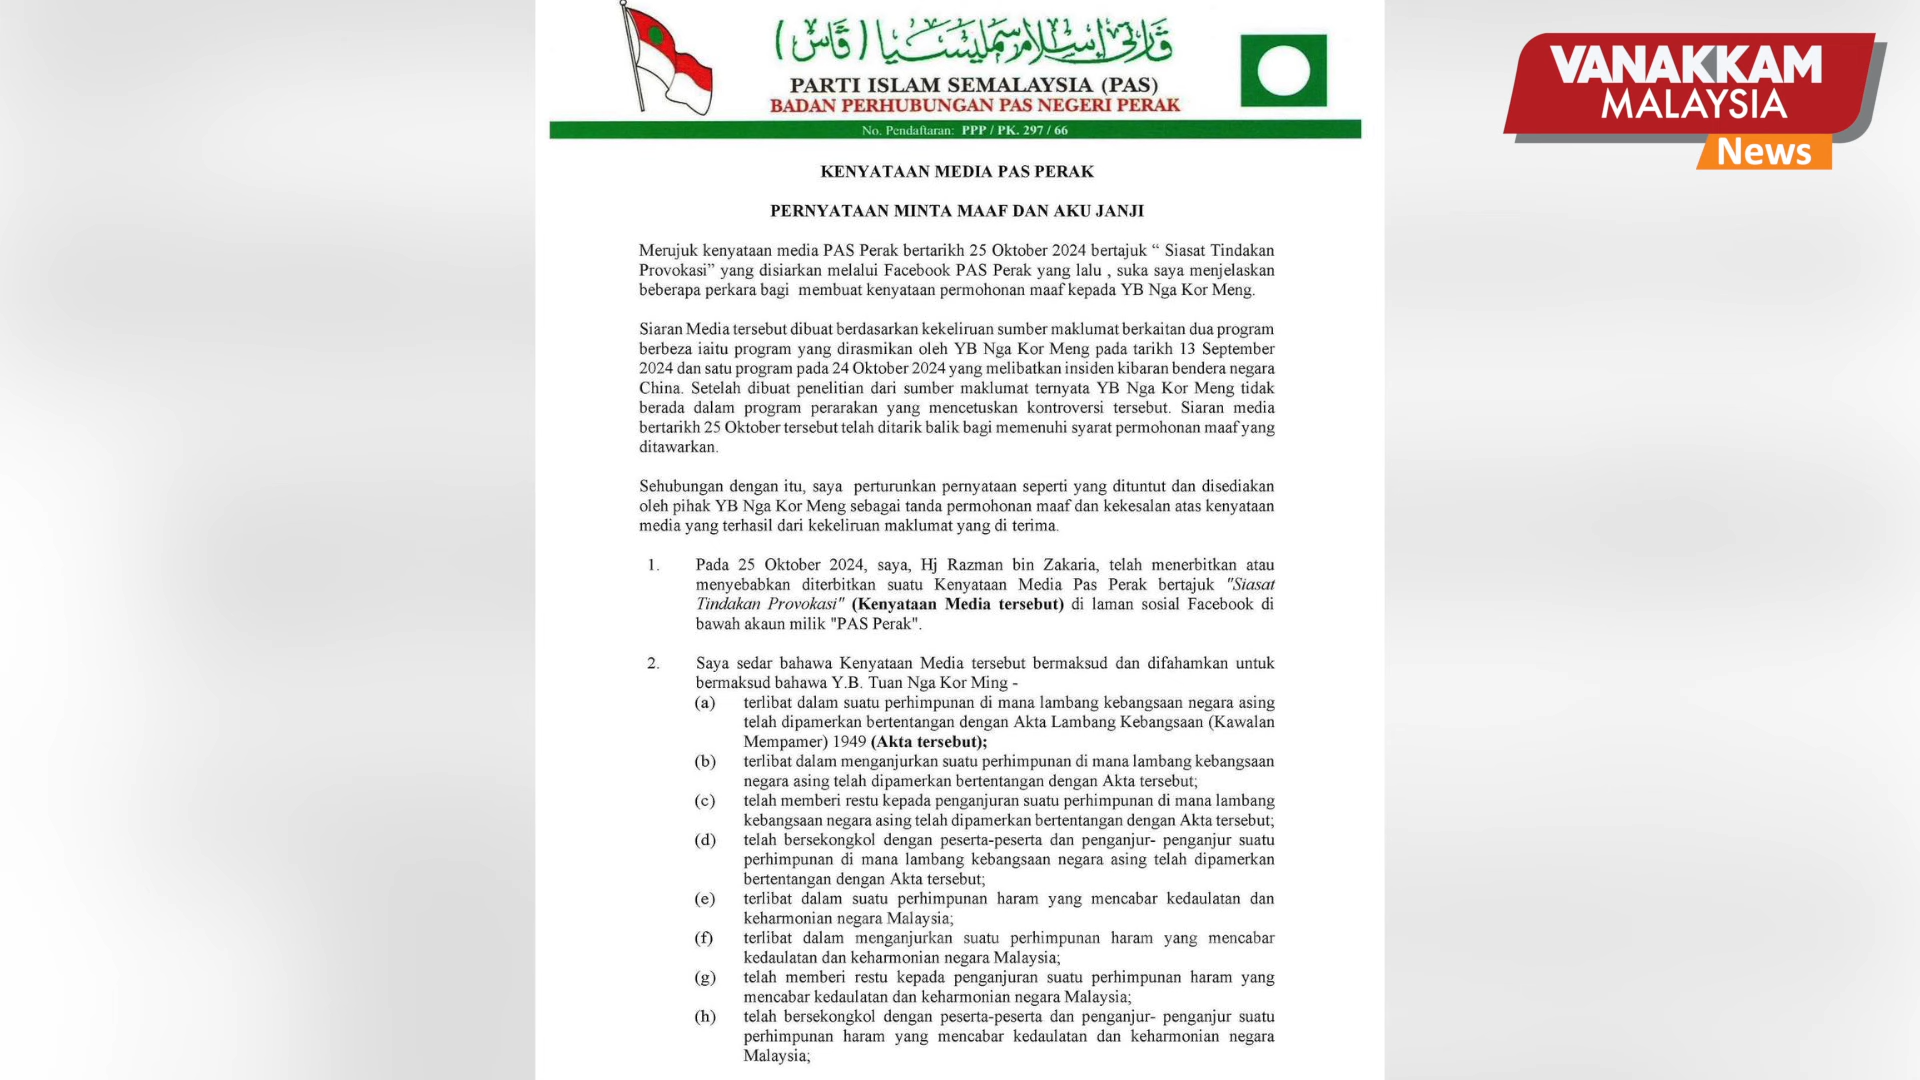 ڤرتي إسلام سمليسيا (ڤاس)
PARTI ISLAM SEMALAYSIA (PAS)
BADAN PERHUBUNGAN PAS NEGERI PERAK
No. Pendaftaran: PPP / PK. 297 / 66
VANAKKAM
MALAYSIA
News
KENYATAAN MEDIA PAS PERAK
PERNYATAAN MINTA MAAF DAN AKU JANJI
Merujuk kenyataan media PAS Perak bertarikh 25 Oktober 2024 bertajuk “ Siasat Tindakan
Provokasi” yang disiarkan melalui Facebook PAS Perak yang lalu , suka saya menjelaskan
beberapa perkara bagi membuat kenyataan permohonan maaf kepada YB Nga Kor Meng.
Siaran Media tersebut dibuat berdasarkan kekeliruan sumber maklumat berkaitan dua program
berbeza iaitu program yang dirasmikan oleh YB Nga Kor Meng pada tarikh 13 September
2024 dan satu program pada 24 Oktober 2024 yang melibatkan insiden kibaran bendera negara
China. Setelah dibuat penelitian dari sumber maklumat ternyata YB Nga Kor Meng tidak
berada dalam program perarakan yang mencetuskan kontroversi tersebut. Siaran media
bertarikh 25 Oktober tersebut telah ditarik balik bagi memenuhi syarat permohonan maaf yang
ditawarkan.
Sehubungan dengan itu, saya perturunkan pernyataan seperti yang dituntut dan disediakan
oleh pihak YB Nga Kor Meng sebagai tanda permohonan maaf dan kekesalan atas kenyataan
media yang terhasil dari kekeliruan maklumat yang di terima.
1. Pada 25 Oktober 2024, saya, Hj Razman bin Zakaria, telah menerbitkan atau
menyebabkan diterbitkan suatu Kenyataan Media Pas Perak bertajuk "Siasat
Tindakan Provokasi" (Kenyataan Media tersebut) di laman sosial Facebook di
bawah akaun milik "PAS Perak".
2. Saya sedar bahawa Kenyataan Media tersebut bermaksud dan difahamkan untuk
bermaksud bahawa Y.B. Tuan Nga Kor Ming -
(a) terlibat dalam suatu perhimpunan di mana lambang kebangsaan negara asing
telah dipamerkan bertentangan dengan Akta Lambang Kebangsaan (Kawalan
Mempamer) 1949 (Akta tersebut);
(b) terlibat dalam menganjurkan suatu perhimpunan di mana lambang kebangsaan
negara asing telah dipamerkan bertentangan dengan Akta tersebut;
(c) telah memberi restu kepada penganjuran suatu perhimpunan di mana lambang
kebangsaan negara asing telah dipamerkan bertentangan dengan Akta tersebut;
(d) telah bersekongkol dengan peserta-peserta dan penganjur- penganjur suatu
perhimpunan di mana lambang kebangsaan negara asing telah dipamerkan
bertentangan dengan Akta tersebut;
(e) terlibat dalam suatu perhimpunan haram yang mencabar kedaulatan dan
keharmonian negara Malaysia;
(f) terlibat dalam menganjurkan suatu perhimpunan haram yang mencabar
kedaulatan dan keharmonian negara Malaysia;
(g) telah memberi restu kepada penganjuran suatu perhimpunan haram yang
mencabar kedaulatan dan keharmonian negara Malaysia;
(h) telah bersekongkol dengan peserta-peserta dan penganjur- penganjur suatu
perhimpunan haram yang mencabar kedaulatan dan keharmonian negara
Malaysia;